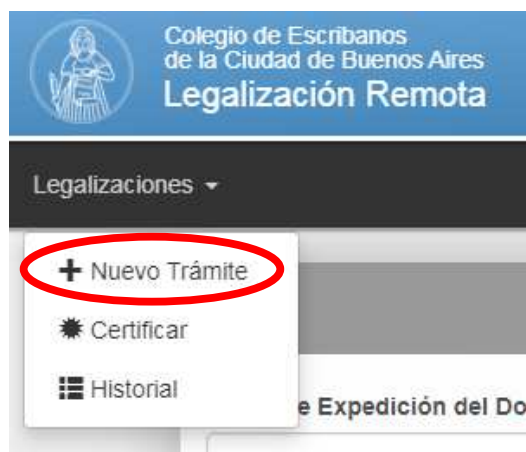 Colegio de Escribanos
de la Ciudad de Buenos Aires
Legalización Remota
Legalizaciones
Nuevo Trámite
Certificar
Historial
e Expedición del Do